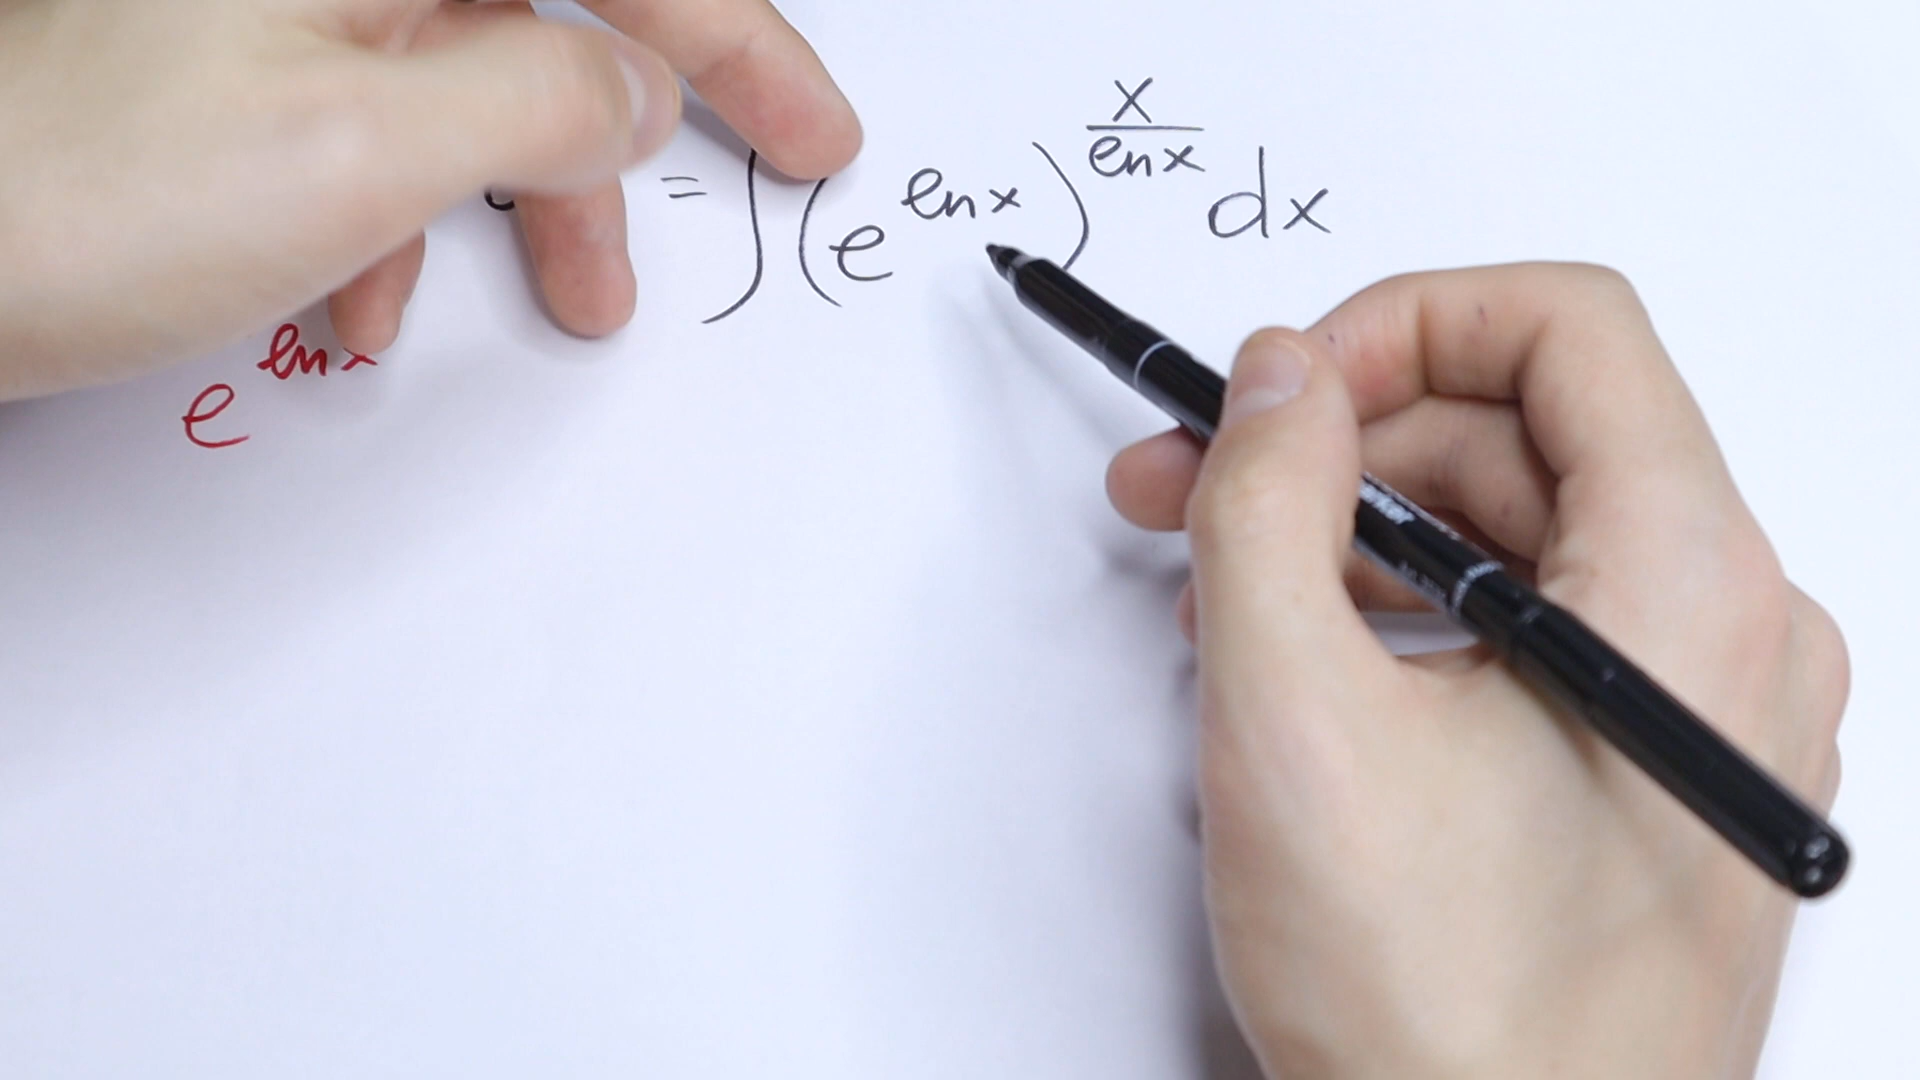 = ∫ (e^{ln x})^{x/ln x} dx
e^{ln x}